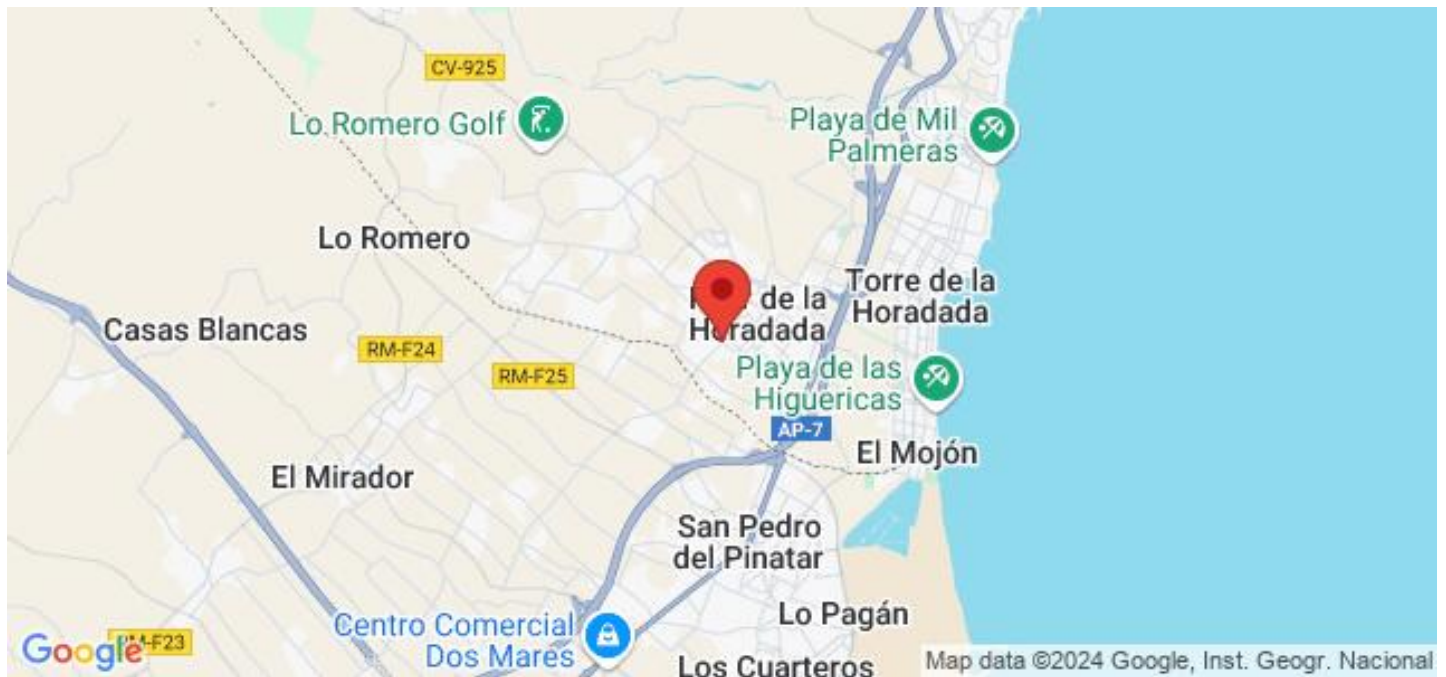 CV-925
Lo Romero Golf
Playa de Mil
Palmeras
Lo Romero
Torre de la
Horadada
de la
Horadada
Casas Blancas
RM-F24
RM-F25
Playa de las
Higuericas
AP-7
El Mojón
El Mirador
San Pedro
del Pinatar
Lo Pagán
Centro Comercial
Dos Mares
Los Cuarteros
Google
Map data ©2024 Google, Inst. Geogr. Nacional